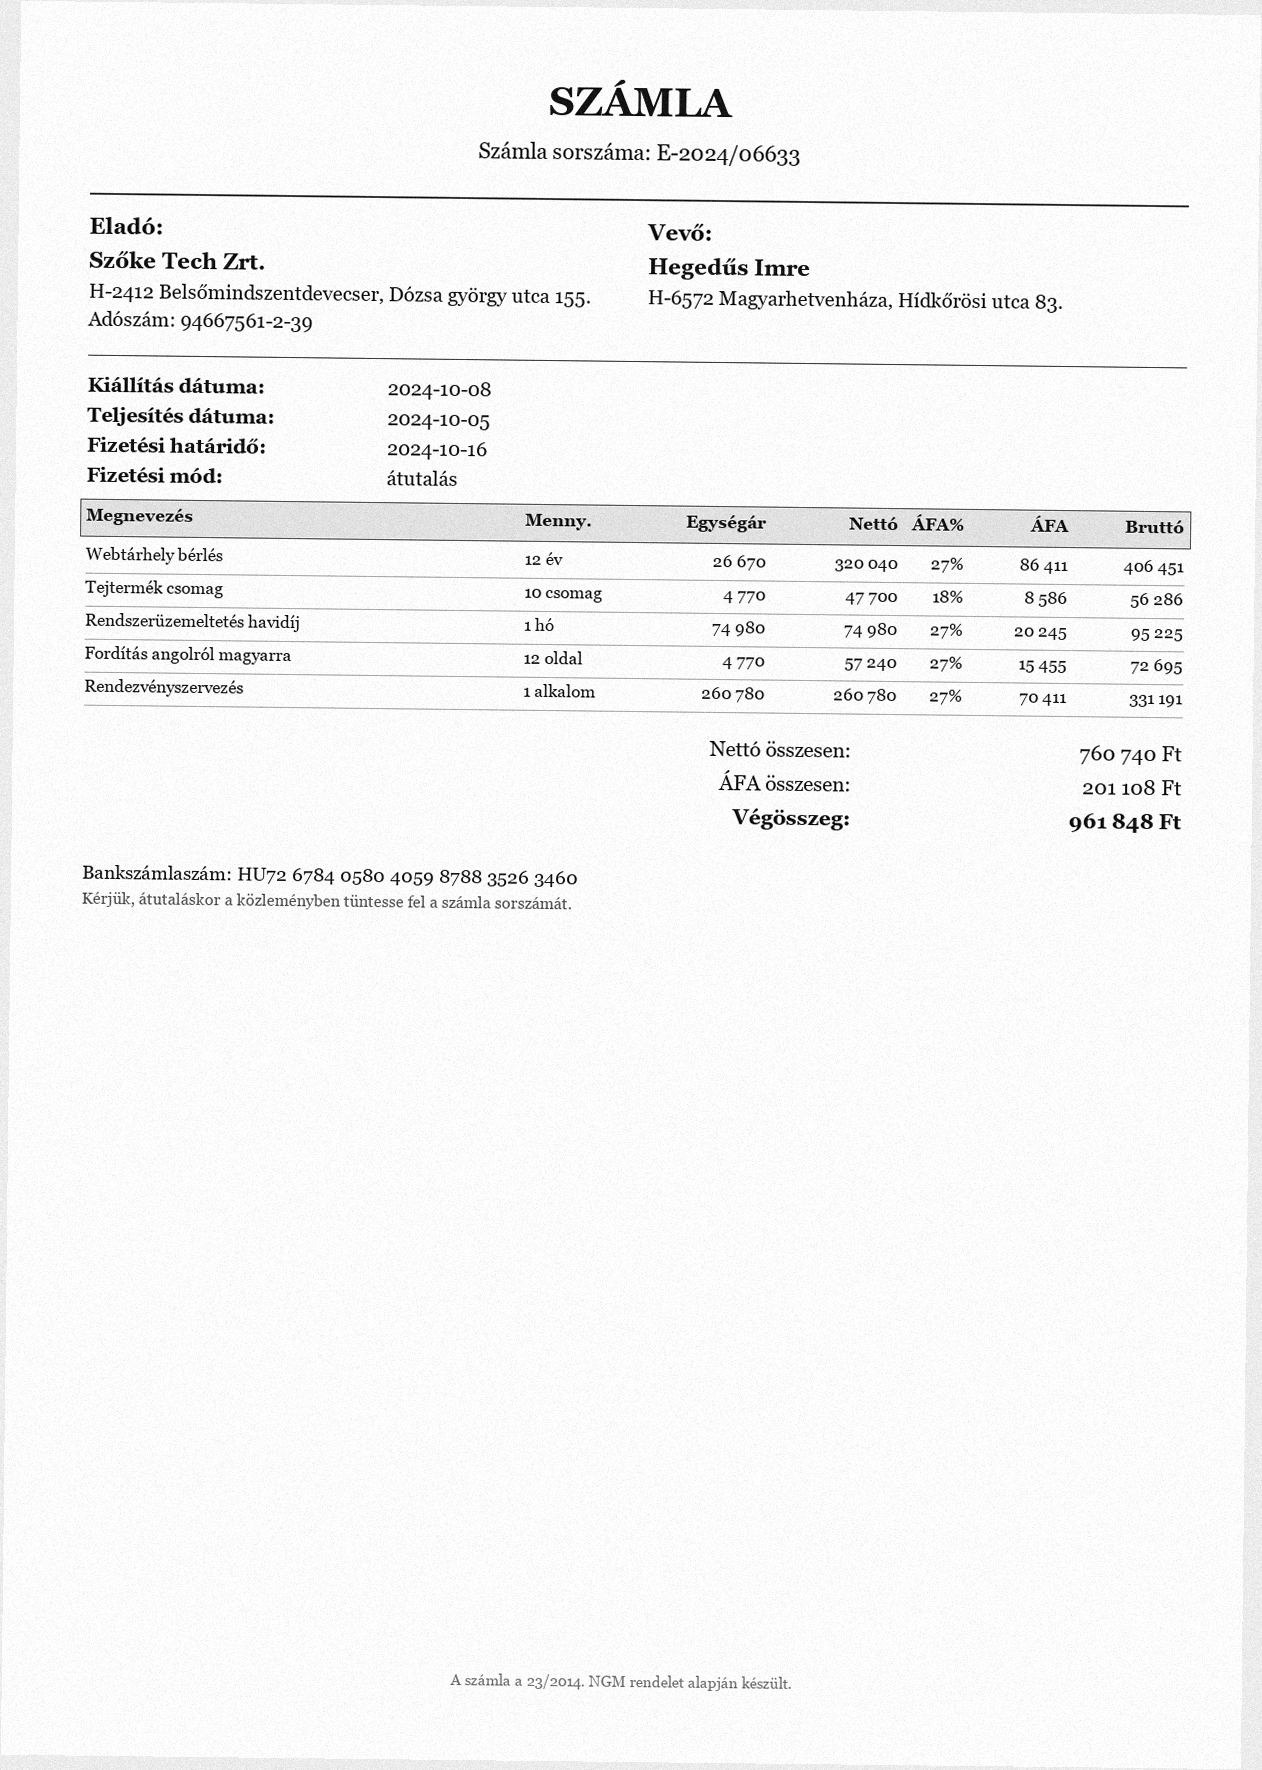 SZÁMLA
Számla sorszáma: E-2024/06633
Eladó:
Szőke Tech Zrt.
H-2412 Belsőmindszentdevecser, Dózsa györgy utca 155.
Adószám: 94667561-2-39
Vevő:
Hegedűs Imre
H-6572 Magyarhetvenháza, Hídkőrösi utca 83.
Kiállítás dátuma: 2024-10-08
Teljesítés dátuma: 2024-10-05
Fizetési határidő: 2024-10-16
Fizetési mód: átutalás
Megnevezés Menny. Egységár Nettó ÁFA% ÁFA Bruttó
Webtárhely bérlés 12 év 26 670 320 040 27% 86 411 406 451
Tejtermék csomag 10 csomag 4 770 47 700 18% 8 586 56 286
Rendszerüzemeltetés havidíj 1 hó 74 980 74 980 27% 20 245 95 225
Fordítás angolról magyarra 12 oldal 4 770 57 240 27% 15 455 72 695
Rendezvényszervezés 1 alkalom 260 780 260 780 27% 70 411 331 191
Nettó összesen: 760 740 Ft
ÁFA összesen: 201 108 Ft
Végösszeg: 961 848 Ft
Bankszámlaszám: HU72 6784 0580 4059 8788 3526 3460
Kérjük, átutaláskor a közleményben tüntesse fel a számla sorszámát.
A számla a 23/2014. NGM rendelet alapján készült.